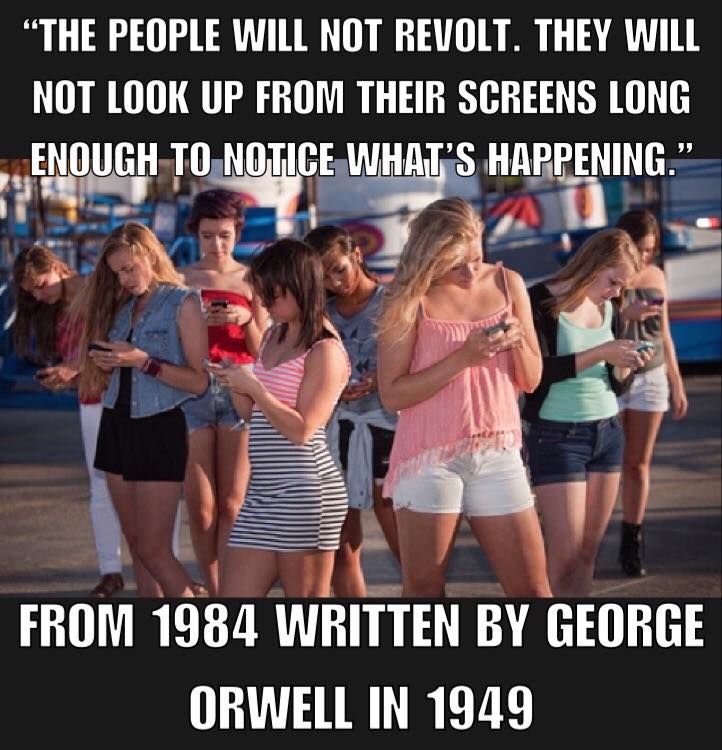 “THE PEOPLE WILL NOT REVOLT. THEY WILL
NOT LOOK UP FROM THEIR SCREENS LONG
ENOUGH TO NOTICE WHAT’S HAPPENING.”
FROM 1984 WRITTEN BY GEORGE
ORWELL IN 1949